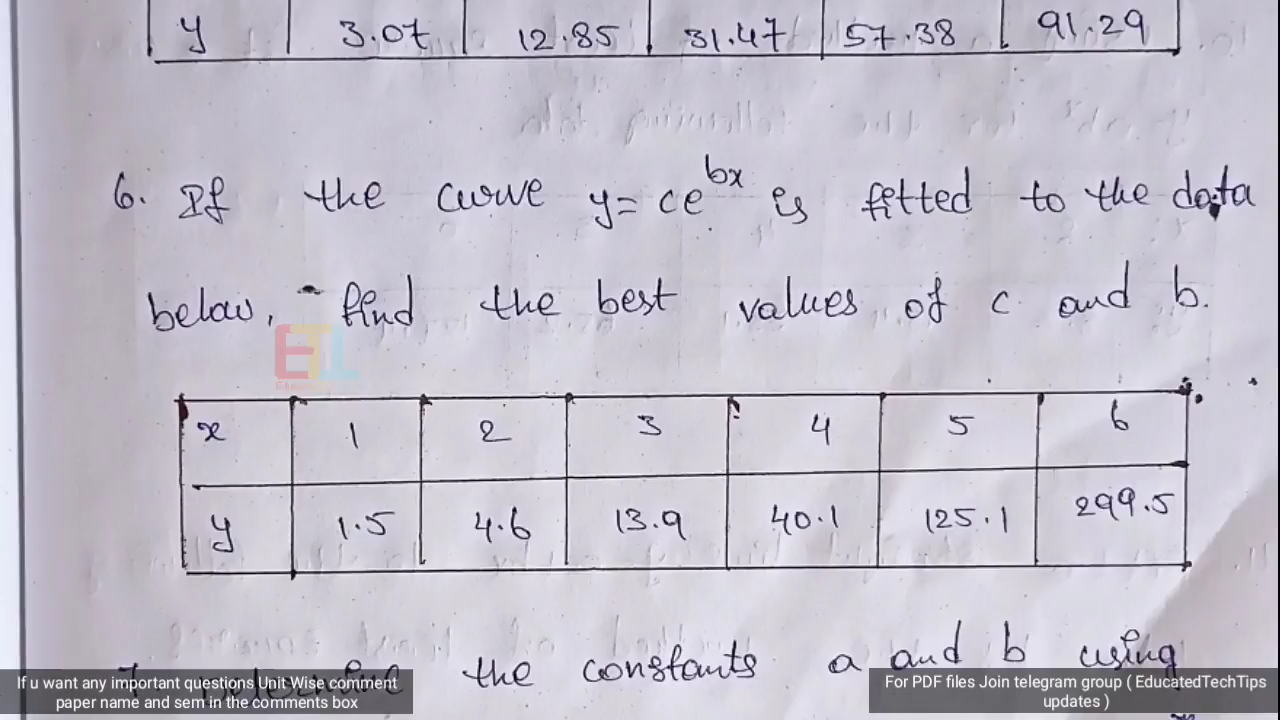 y 3.07 12.85 31.47 57.38 91.29
6. If the curve y = ce^bx is fitted to the data
below, find the best values of c and b.
x 1 2 3 4 5 6
y 1.5 4.6 13.9 40.1 125.1 299.5
the constants a and b using
If u want any important questions Unit Wise comment
paper name and sem in the comments box
For PDF files Join telegram group ( EducatedTechTips
updates )